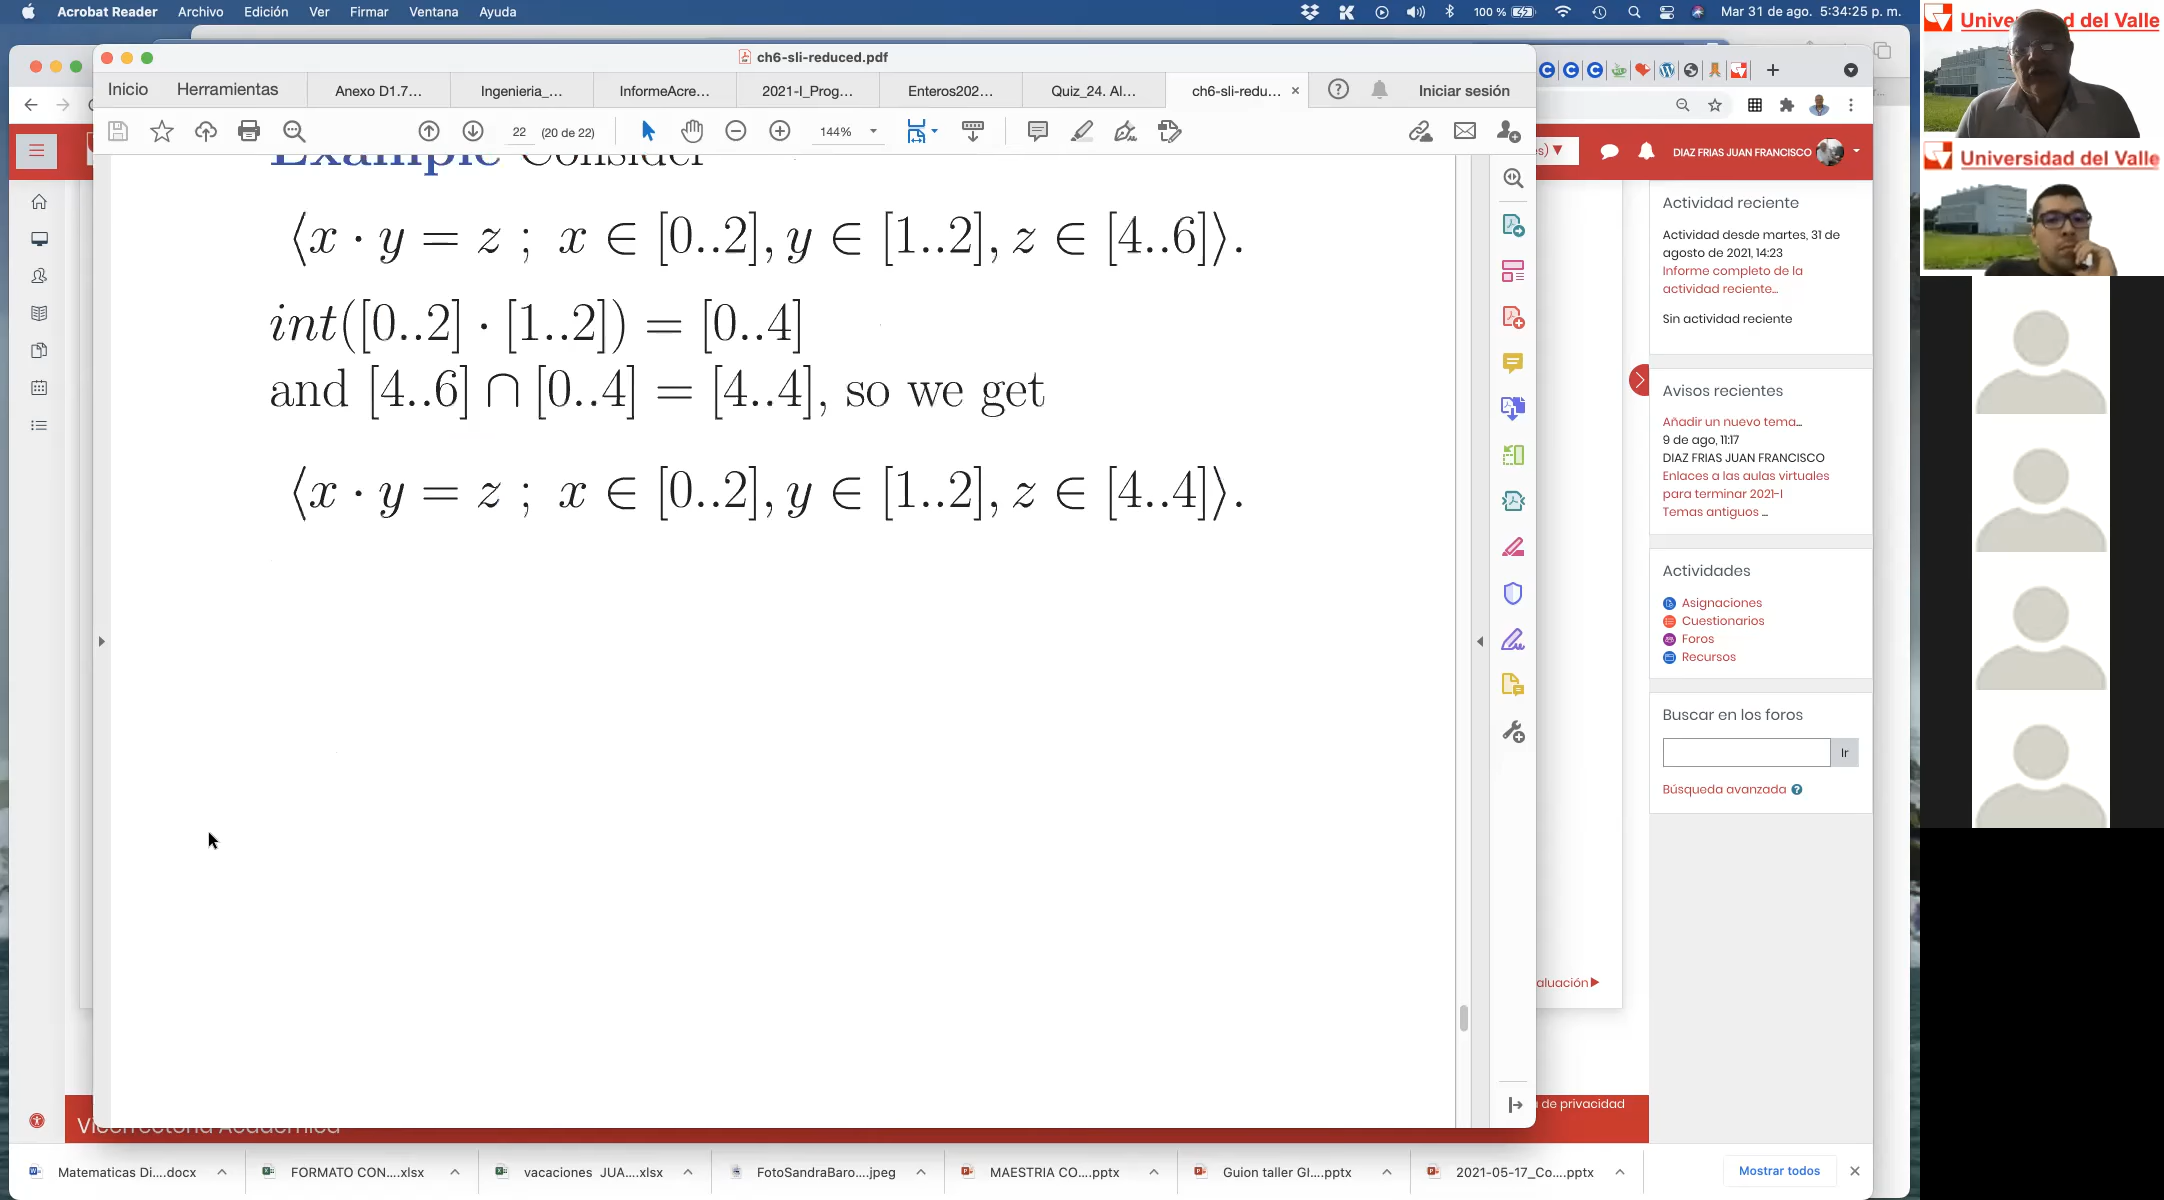 Acrobat Reader Archivo Edición Ver Firmar Ventana Ayuda
100 % Mar 31 de ago. 5:34:25 p. m.
ch6-sli-reduced.pdf
Inicio Herramientas Anexo D1.7... Ingenieria_... InformeAcre... 2021-I_Prog... Enteros202... Quiz_24. Al... ch6-sli-redu... × Iniciar sesión
22 (20 de 22) 144%
Example Consider
⟨x · y = z ; x ∈ [0..2], y ∈ [1..2], z ∈ [4..6]⟩.
int([0..2] · [1..2]) = [0..4]
and [4..6] ∩ [0..4] = [4..4], so we get
⟨x · y = z ; x ∈ [0..2], y ∈ [1..2], z ∈ [4..4]⟩.
DIAZ FRIAS JUAN FRANCISCO
Actividad reciente
Actividad desde martes, 31 de
agosto de 2021, 14:23
Informe completo de la
actividad reciente...
Sin actividad reciente
Avisos recientes
Añadir un nuevo tema...
9 de ago, 11:17
DIAZ FRIAS JUAN FRANCISCO
Enlaces a las aulas virtuales
para terminar 2021-I
Temas antiguos ...
Actividades
Asignaciones
Cuestionarios
Foros
Recursos
Buscar en los foros
Ir
Búsqueda avanzada
aluación
de privacidad
Vicerrectoría Académica
Matematicas Di....docx FORMATO CON....xlsx vacaciones JUA....xlsx FotoSandraBaro....jpeg MAESTRIA CO....pptx Guion taller GI....pptx 2021-05-17_Co....pptx Mostrar todos
Universidad del Valle
Universidad del Valle